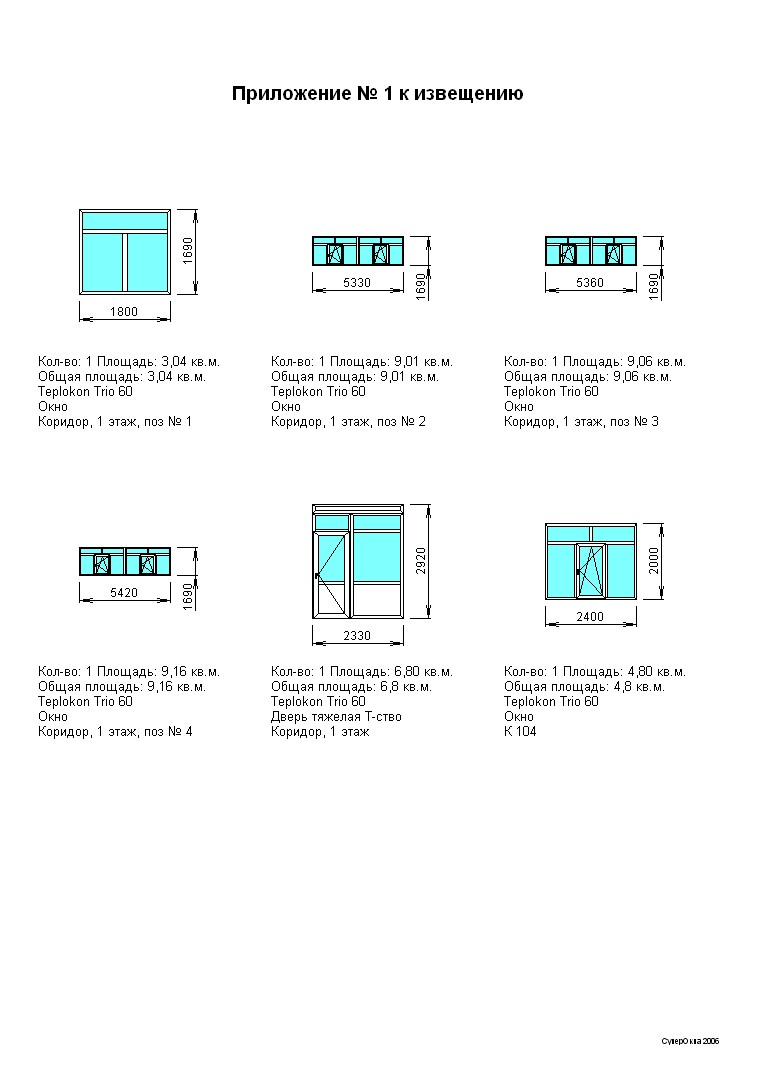 Приложение № 1 к извещению
1690
1800
5330
1690
5360
1690
Кол-во: 1 Площадь: 3,04 кв.м.
Общая площадь: 3,04 кв.м.
Teplokon Trio 60
Окно
Коридор, 1 этаж, поз № 1
Кол-во: 1 Площадь: 9,01 кв.м.
Общая площадь: 9,01 кв.м.
Teplokon Trio 60
Окно
Коридор, 1 этаж, поз № 2
Кол-во: 1 Площадь: 9,06 кв.м.
Общая площадь: 9,06 кв.м.
Teplokon Trio 60
Окно
Коридор, 1 этаж, поз № 3
5420
1690
2920
2330
2000
2400
Кол-во: 1 Площадь: 9,16 кв.м.
Общая площадь: 9,16 кв.м.
Teplokon Trio 60
Окно
Коридор, 1 этаж, поз № 4
Кол-во: 1 Площадь: 6,80 кв.м.
Общая площадь: 6,8 кв.м.
Teplokon Trio 60
Дверь тяжелая Т-ство
Коридор, 1 этаж
Кол-во: 1 Площадь: 4,80 кв.м.
Общая площадь: 4,8 кв.м.
Teplokon Trio 60
Окно
К 104
СуперОкна 2006